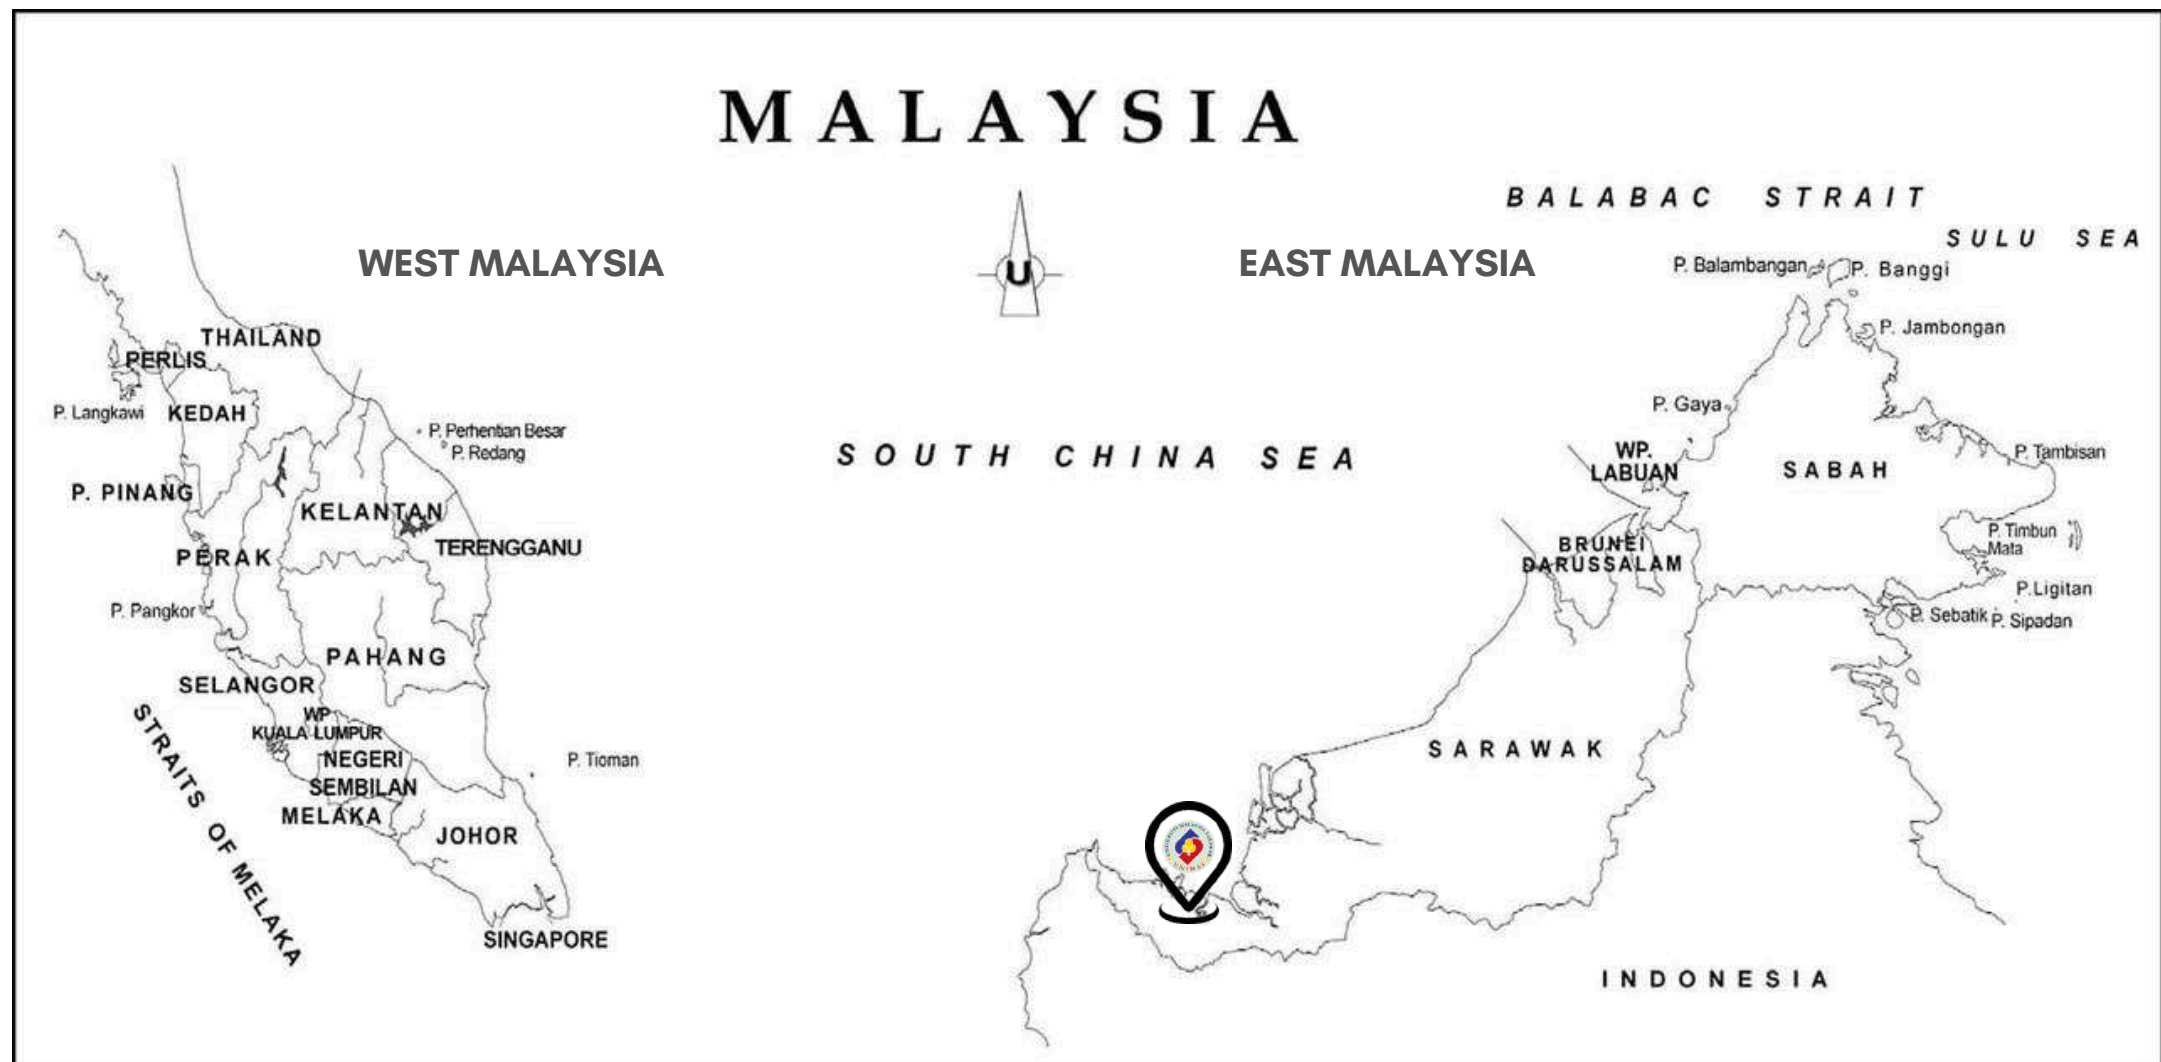 MALAYSIA
BALABAC STRAIT
SULU SEA
WEST MALAYSIA
U
EAST MALAYSIA
P. Balambangan
P. Banggi
P. Jambongan
THAILAND
PERLIS
P. Langkawi
KEDAH
P. Gaya
P. Perhentian Besar
P. Redang
SOUTH CHINA SEA
WP.
LABUAN
SABAH
P. Tambisan
P. PINANG
KELANTAN
TERENGGANU
PERAK
BRUNEI
DARUSSALAM
P. Timbun
Mata
P.Ligitan
P. Sebatik
P. Sipadan
P. Pangkor
PAHANG
SELANGOR
WP
KUALA LUMPUR
NEGERI
SEMBILAN
MELAKA
P. Tioman
JOHOR
STRAITS OF MELAKA
SINGAPORE
SARAWAK
INDONESIA